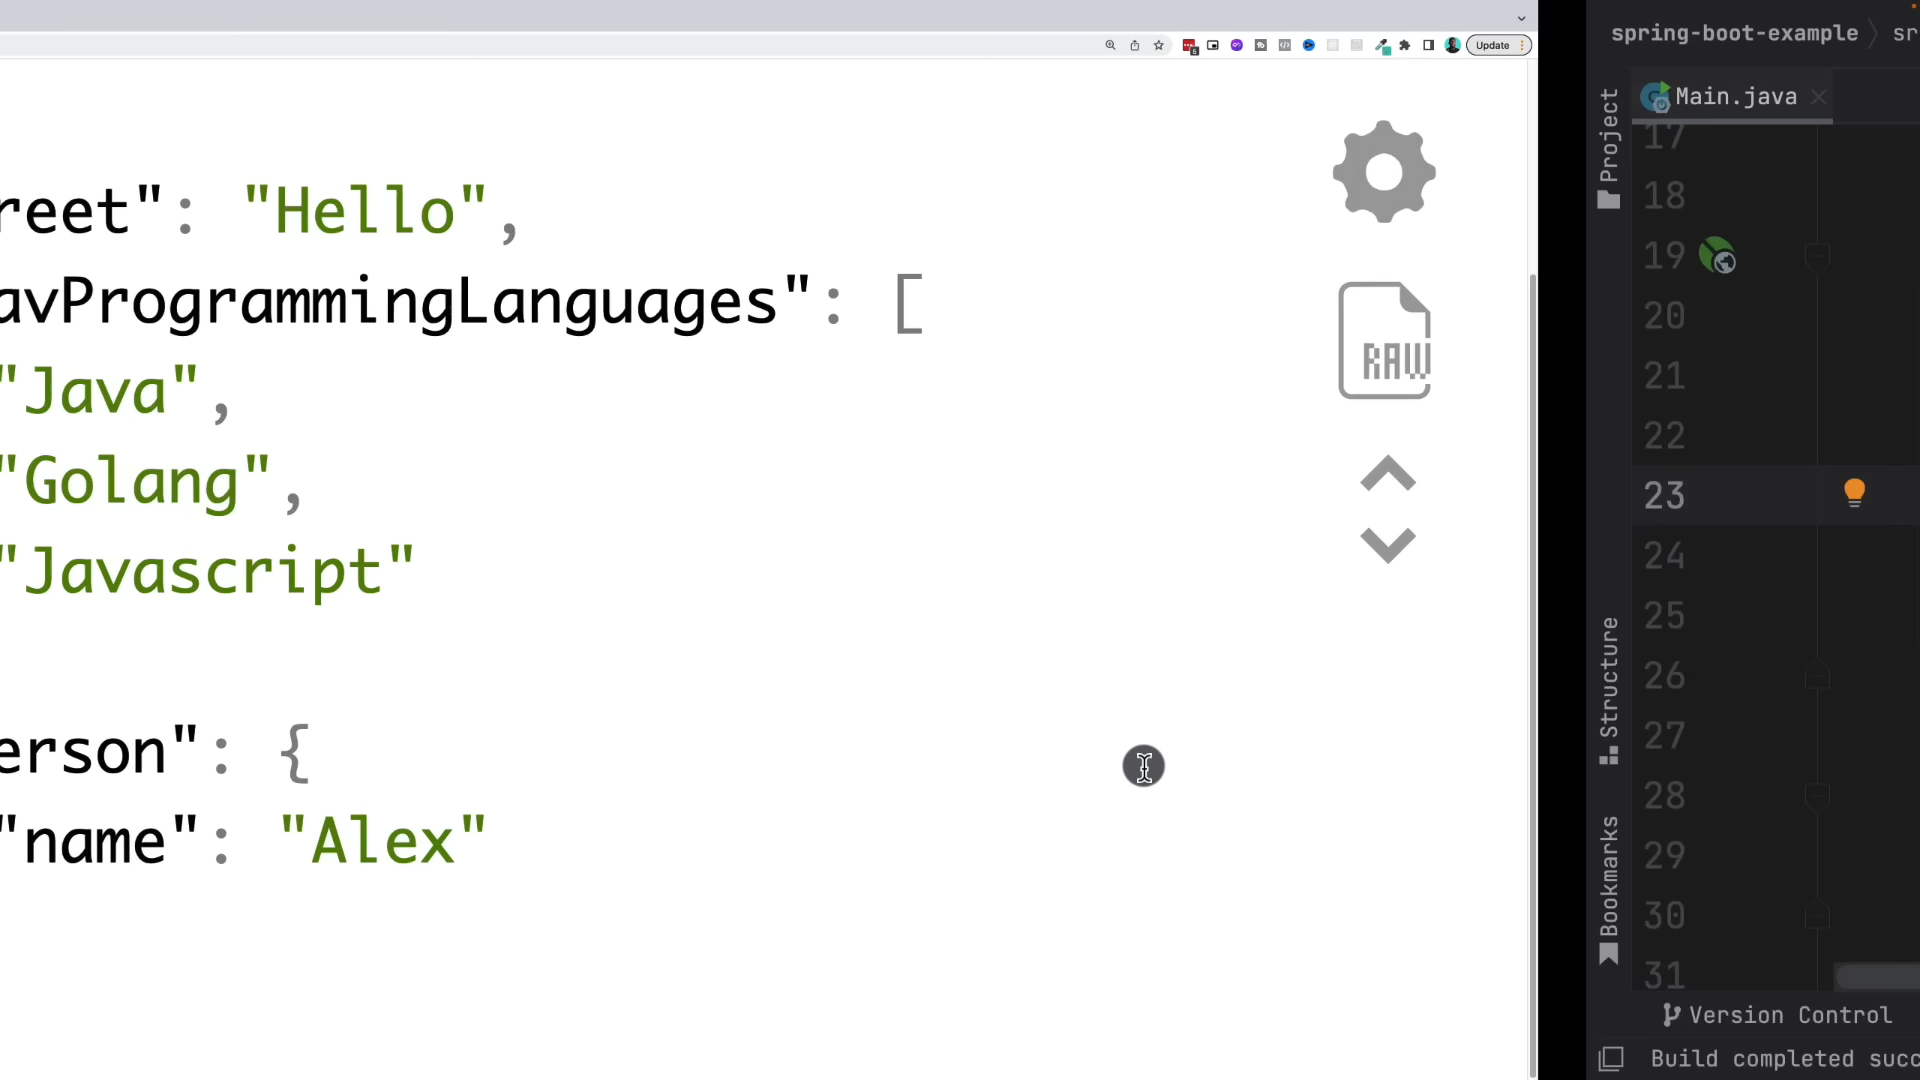 Update
reet": "Hello",
avProgrammingLanguages": [
"Java",
"Golang",
"Javascript"
erson": {
"name": "Alex"
RAW
spring-boot-example
sr
Main.java
Project
Structure
Bookmarks
17
18
19
20
21
22
23
24
25
26
27
28
29
30
31
Version Control
Build completed succ